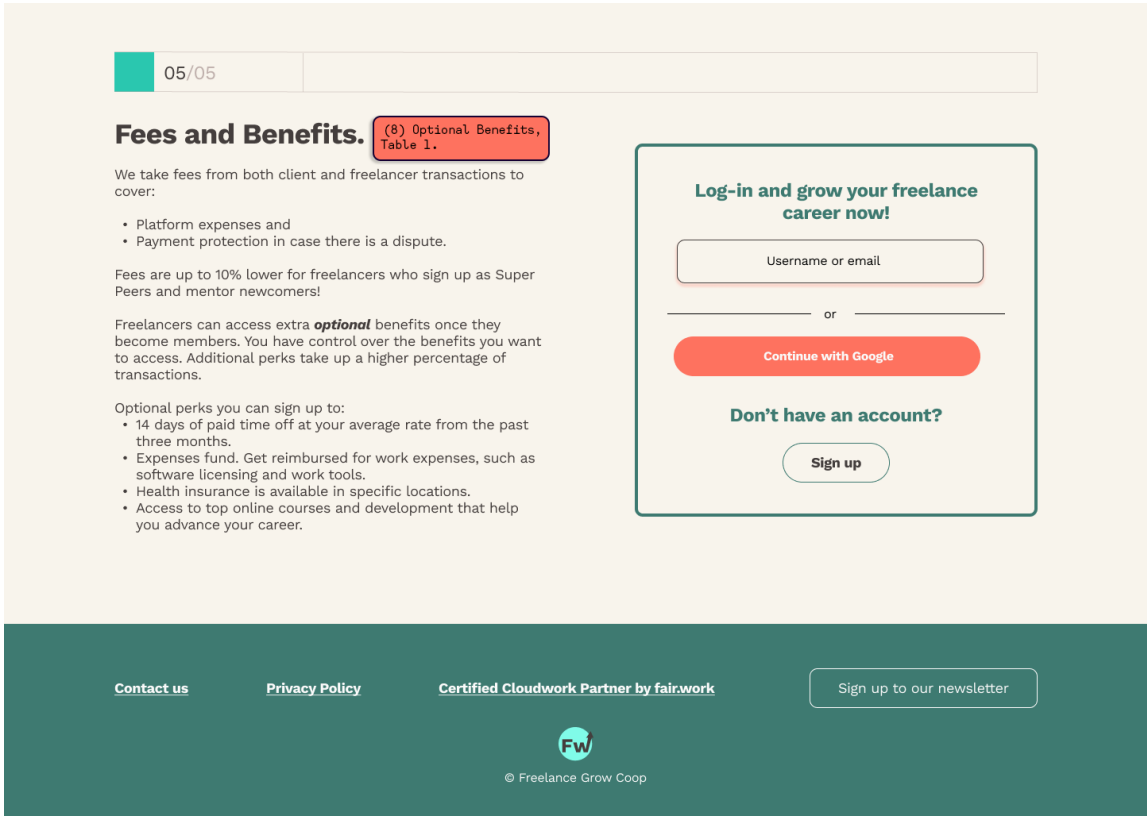 05/05
Fees and Benefits.
(8) Optional Benefits,
Table 1.
We take fees from both client and freelancer transactions to
cover:
• Platform expenses and
• Payment protection in case there is a dispute.
Fees are up to 10% lower for freelancers who sign up as Super
Peers and mentor newcomers!
Freelancers can access extra optional benefits once they
become members. You have control over the benefits you want
to access. Additional perks take up a higher percentage of
transactions.
Optional perks you can sign up to:
• 14 days of paid time off at your average rate from the past
three months.
• Expenses fund. Get reimbursed for work expenses, such as
software licensing and work tools.
• Health insurance is available in specific locations.
• Access to top online courses and development that help
you advance your career.
Log-in and grow your freelance
career now!
Username or email
or
Continue with Google
Don’t have an account?
Sign up
Contact us
Privacy Policy
Certified Cloudwork Partner by fair.work
Sign up to our newsletter
Fw
© Freelance Grow Coop